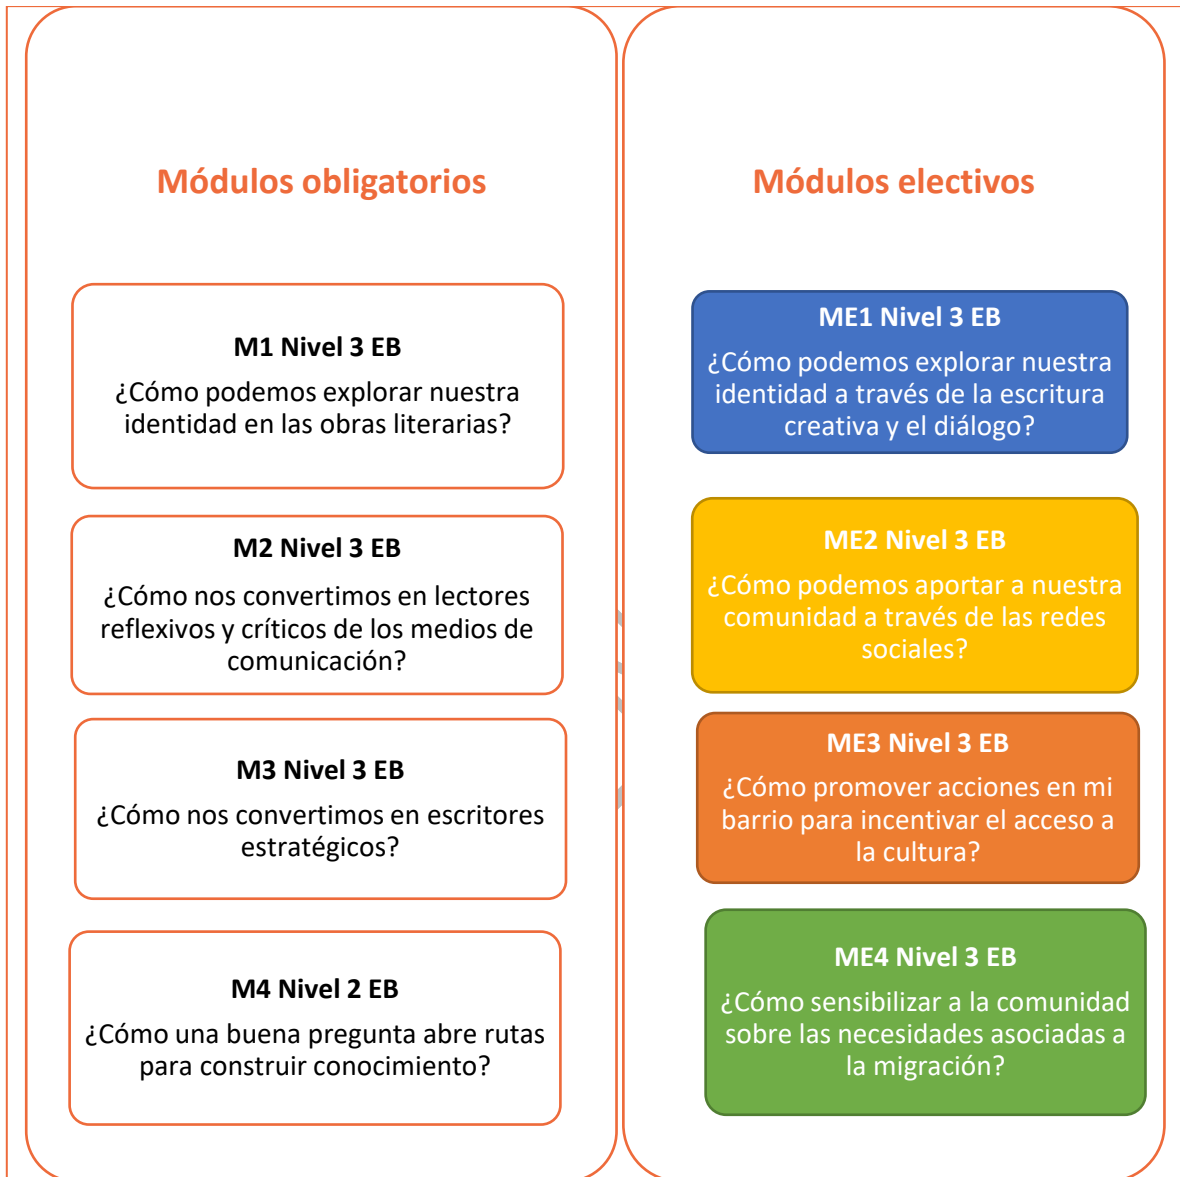 Módulos obligatorios
M1 Nivel 3 EB
¿Cómo podemos explorar nuestra
identidad en las obras literarias?
M2 Nivel 3 EB
¿Cómo nos convertimos en lectores
reflexivos y críticos de los medios de
comunicación?
M3 Nivel 3 EB
¿Cómo nos convertimos en escritores
estratégicos?
M4 Nivel 2 EB
¿Cómo una buena pregunta abre rutas
para construir conocimiento?
Módulos electivos
ME1 Nivel 3 EB
¿Cómo podemos explorar nuestra
identidad a través de la escritura
creativa y el diálogo?
ME2 Nivel 3 EB
¿Cómo podemos aportar a nuestra
comunidad a través de las redes
sociales?
ME3 Nivel 3 EB
¿Cómo promover acciones en mi
barrio para incentivar el acceso a
la cultura?
ME4 Nivel 3 EB
¿Cómo sensibilizar a la comunidad
sobre las necesidades asociadas a
la migración?